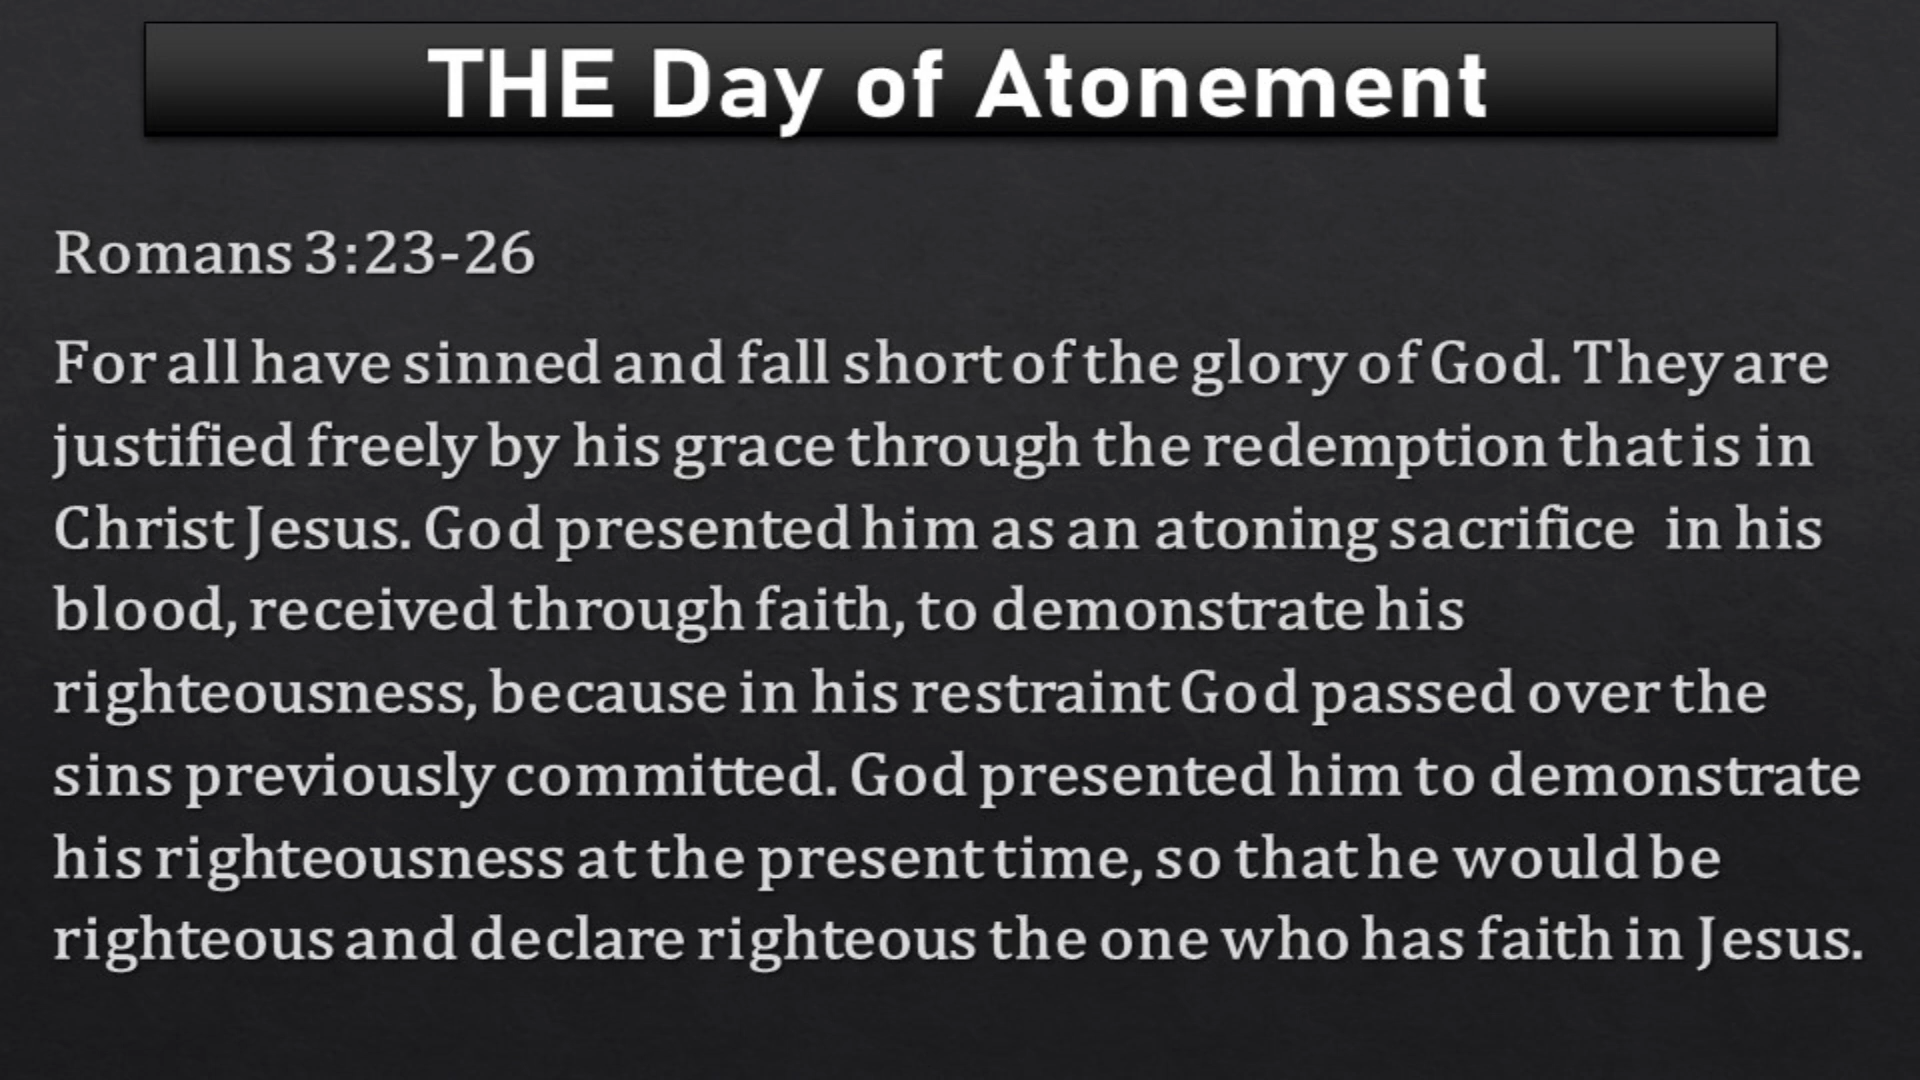 THE Day of Atonement
Romans 3:23-26
For all have sinned and fall short of the glory of God. They are
justified freely by his grace through the redemption that is in
Christ Jesus. God presented him as an atoning sacrifice in his
blood, received through faith, to demonstrate his
righteousness, because in his restraint God passed over the
sins previously committed. God presented him to demonstrate
his righteousness at the present time, so that he would be
righteous and declare righteous the one who has faith in Jesus.